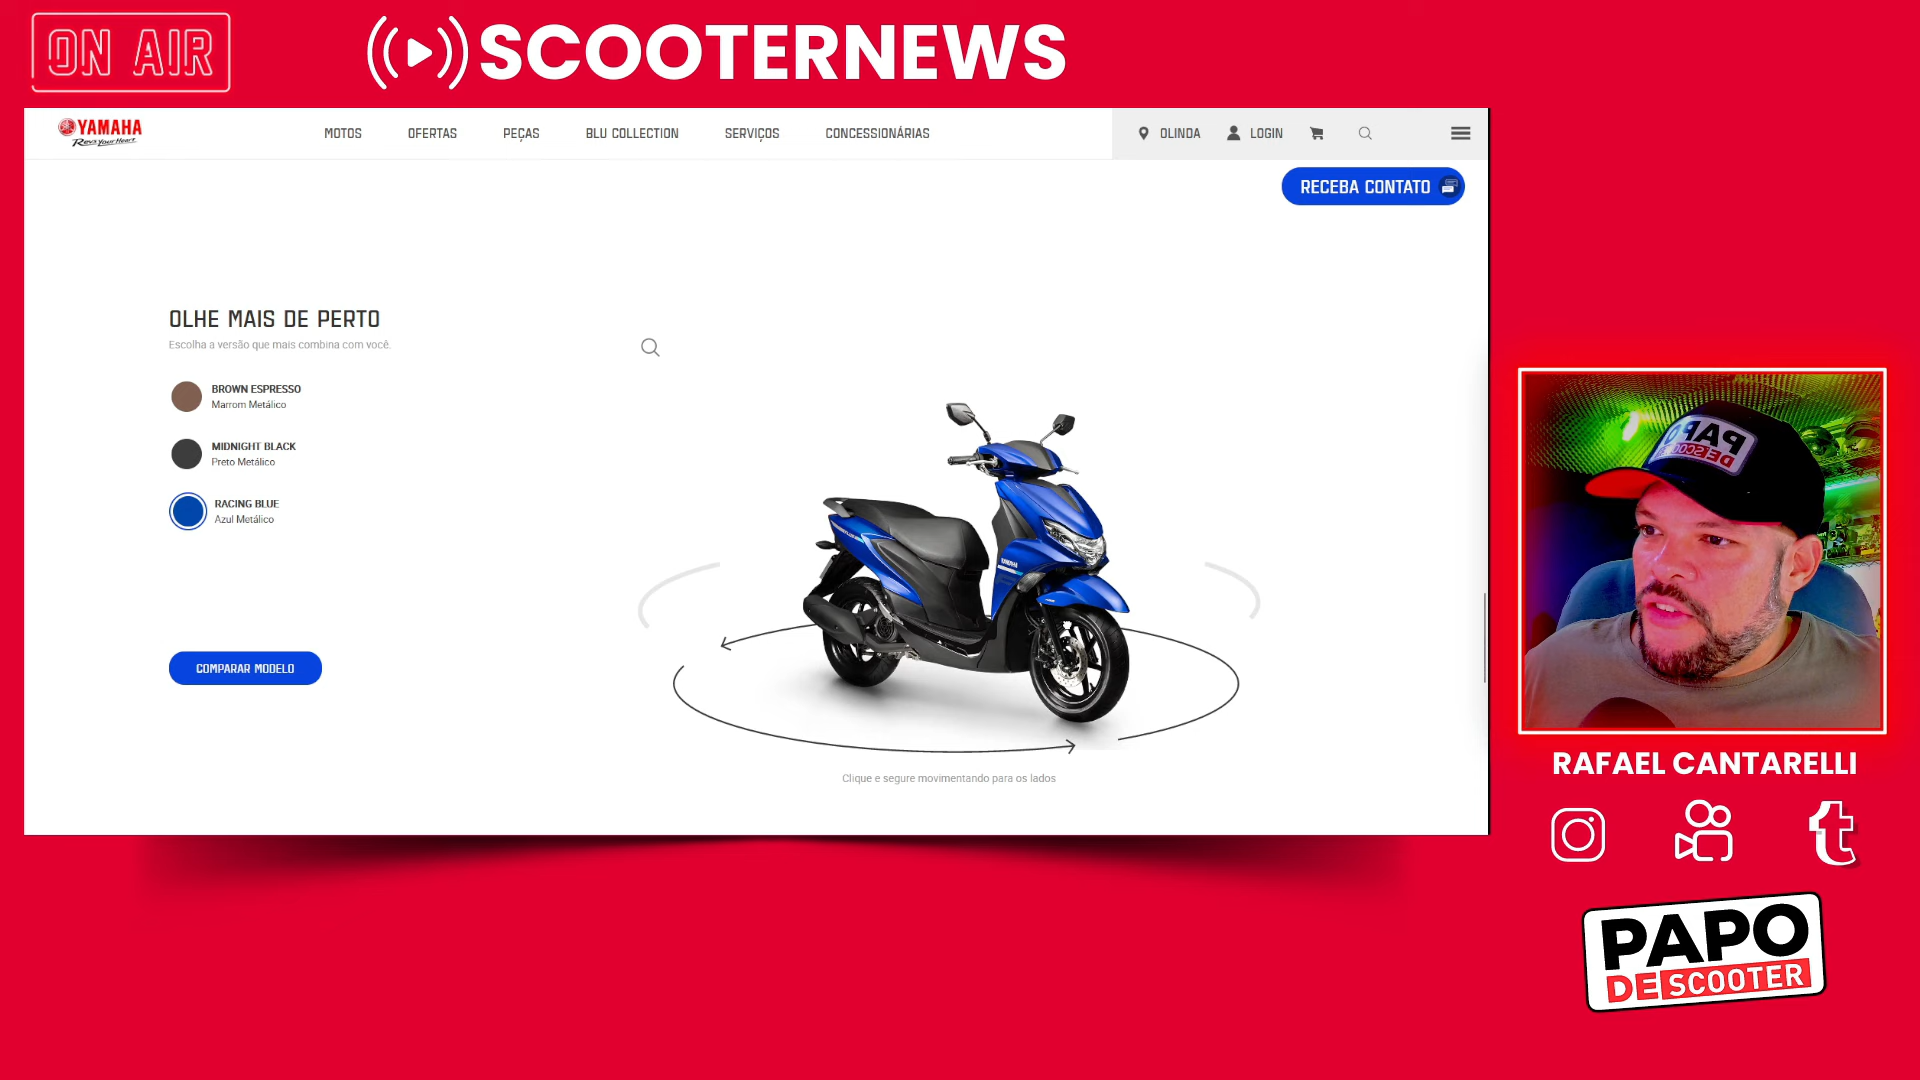 ON AIR
SCOOTERNEWS
YAMAHA
Revs Your Heart
MOTOS
OFERTAS
PEÇAS
BLU COLLECTION
SERVIÇOS
CONCESSIONÁRIAS
OLINDA
LOGIN
RECEBA CONTATO
OLHE MAIS DE PERTO
Escolha a versão que mais combina com você.
BROWN ESPRESSO
Marrom Metálico
MIDNIGHT BLACK
Preto Metálico
RACING BLUE
Azul Metálico
COMPARAR MODELO
YAMAHA
Clique e segure movimentando para os lados
PAPO
RAFAEL CANTARELLI
PAPO
DE SCOOTER